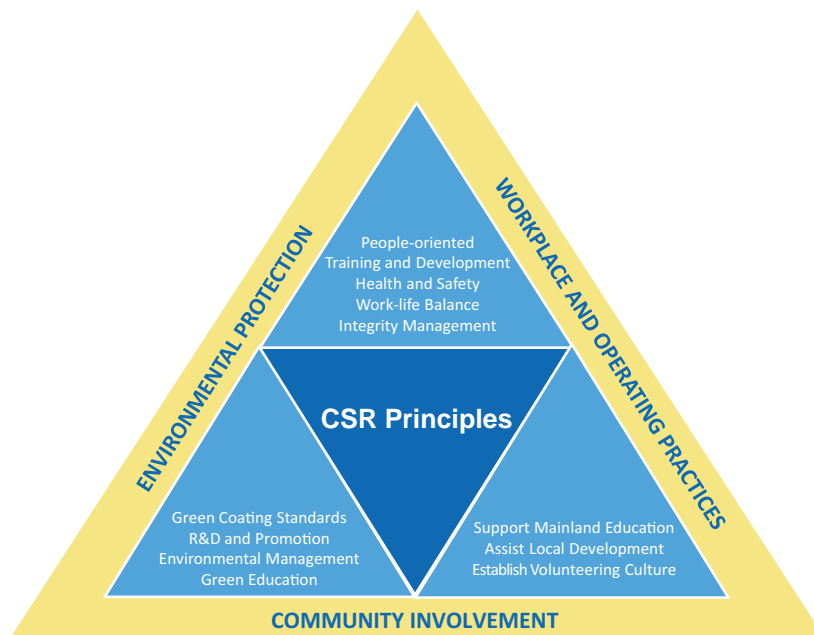 ENVIRONMENTAL PROTECTION
WORKPLACE AND OPERATING PRACTICES
People-oriented
Training and Development
Health and Safety
Work-life Balance
Integrity Management
CSR Principles
Green Coating Standards
R&D and Promotion
Environmental Management
Green Education
Support Mainland Education
Assist Local Development
Establish Volunteering Culture
COMMUNITY INVOLVEMENT